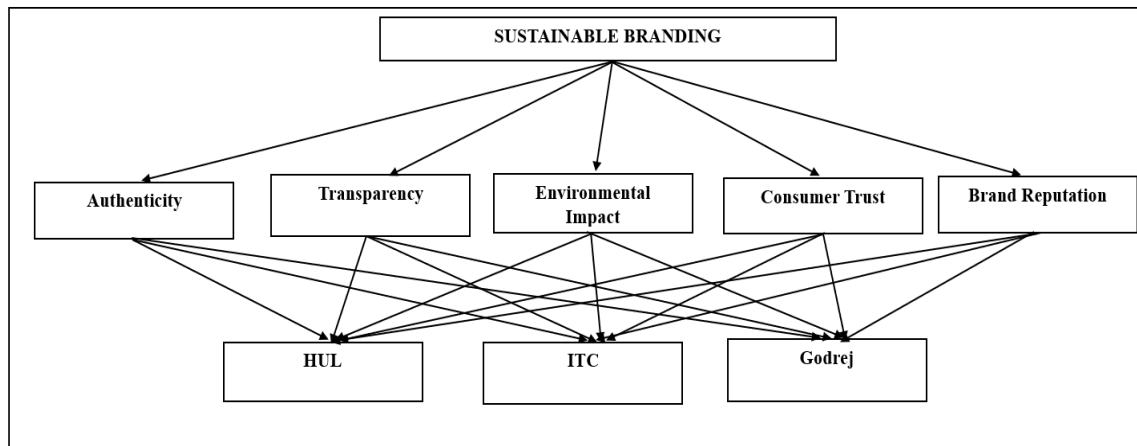 SUSTAINABLE BRANDING
Authenticity
Transparency
Environmental
Impact
Consumer Trust
Brand Reputation
HUL
ITC
Godrej